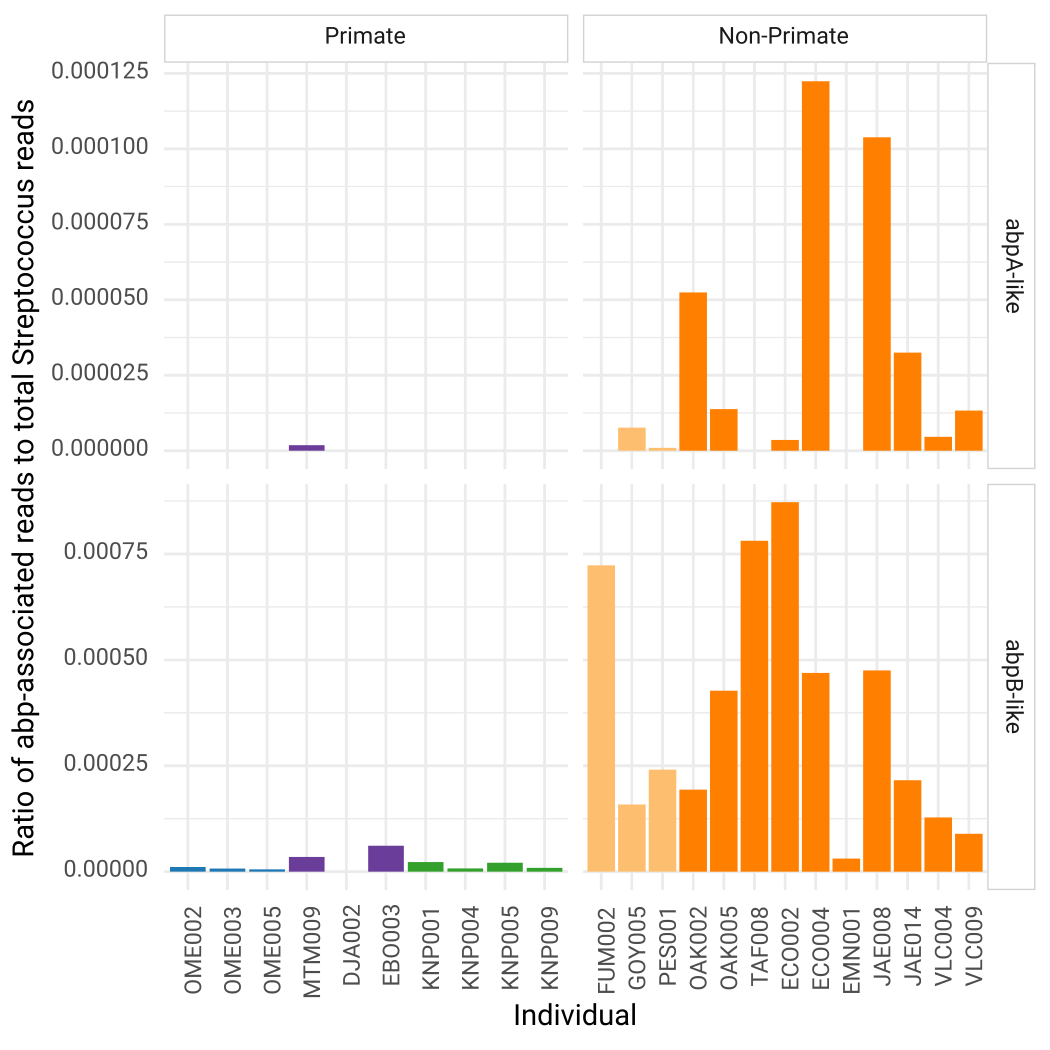 Primate
Non-Primate
Ratio of abp-associated reads to total Streptococcus reads
0.000125
0.000100
0.000075
0.000050
0.000025
0.000000
abpA-like
0.00075
0.00050
0.00025
0.00000
abpB-like
OME002
OME003
OME005
MTM009
DJA002
EBO003
KNP001
KNP004
KNP005
KNP009
FUM002
GOY005
PES001
OAK002
OAK005
TAF008
ECO002
ECO004
EMN001
JAE008
JAE014
VLC004
VLC009
Individual